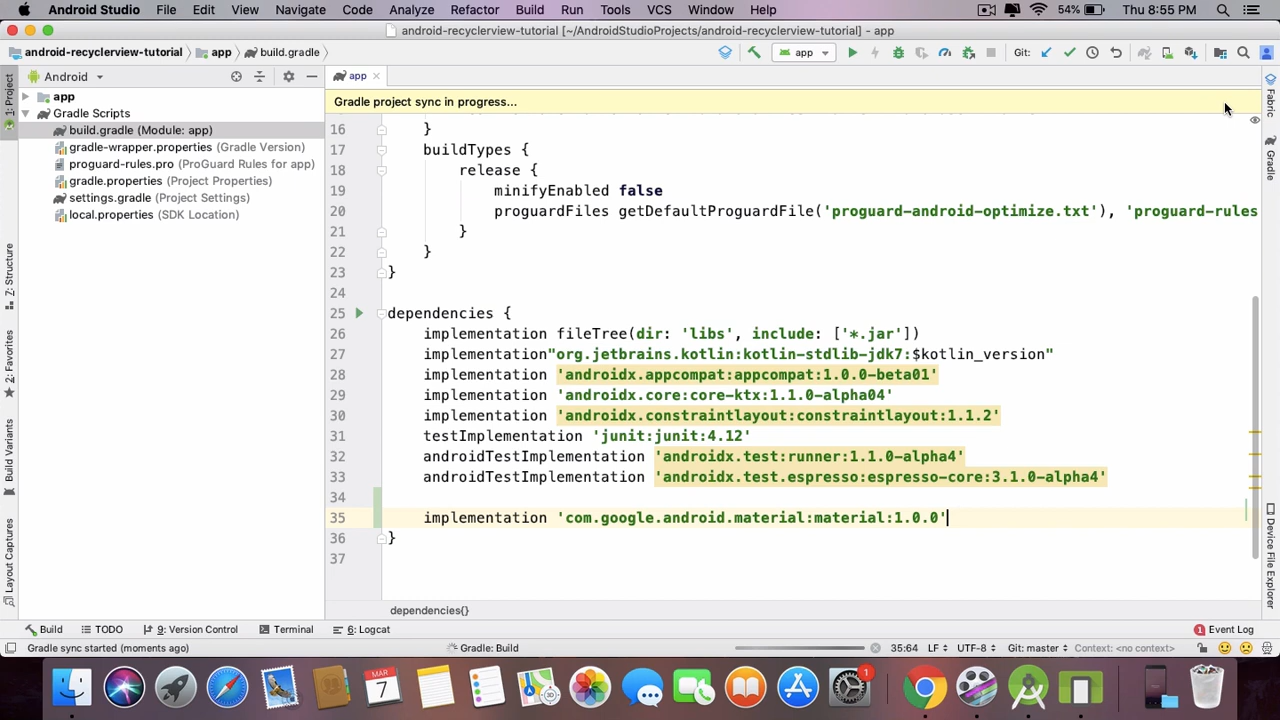 Android Studio File Edit View Navigate Code Analyze Refactor Build Run Tools VCS Window Help 54% Thu 8:55 PM
android-recyclerview-tutorial [~/AndroidStudioProjects/android-recyclerview-tutorial] - app
android-recyclerview-tutorial app build.gradle app Git:
Android app
Gradle project sync in progress...
app
Gradle Scripts
build.gradle (Module: app)
gradle-wrapper.properties (Gradle Version)
proguard-rules.pro (ProGuard Rules for app)
gradle.properties (Project Properties)
settings.gradle (Project Settings)
local.properties (SDK Location)
1: Project
7: Structure
2: Favorites
Build Variants
Layout Captures
16 }
17 buildTypes {
18 release {
19 minifyEnabled false
20 proguardFiles getDefaultProguardFile('proguard-android-optimize.txt'), 'proguard-rules
21 }
22 }
23 }
24
25 dependencies {
26 implementation fileTree(dir: 'libs', include: ['*.jar'])
27 implementation"org.jetbrains.kotlin:kotlin-stdlib-jdk7:$kotlin_version"
28 implementation 'androidx.appcompat:appcompat:1.0.0-beta01'
29 implementation 'androidx.core:core-ktx:1.1.0-alpha04'
30 implementation 'androidx.constraintlayout:constraintlayout:1.1.2'
31 testImplementation 'junit:junit:4.12'
32 androidTestImplementation 'androidx.test:runner:1.1.0-alpha4'
33 androidTestImplementation 'androidx.test.espresso:espresso-core:3.1.0-alpha4'
34
35 implementation 'com.google.android.material:material:1.0.0'
36 }
37
dependencies{}
Fabric
Gradle
Device File Explorer
Build TODO 9: Version Control Terminal 6: Logcat 1 Event Log
Gradle sync started (moments ago) Gradle: Build 35:64 LF UTF-8 Git: master Context: <no context>
MAR
7
30
1